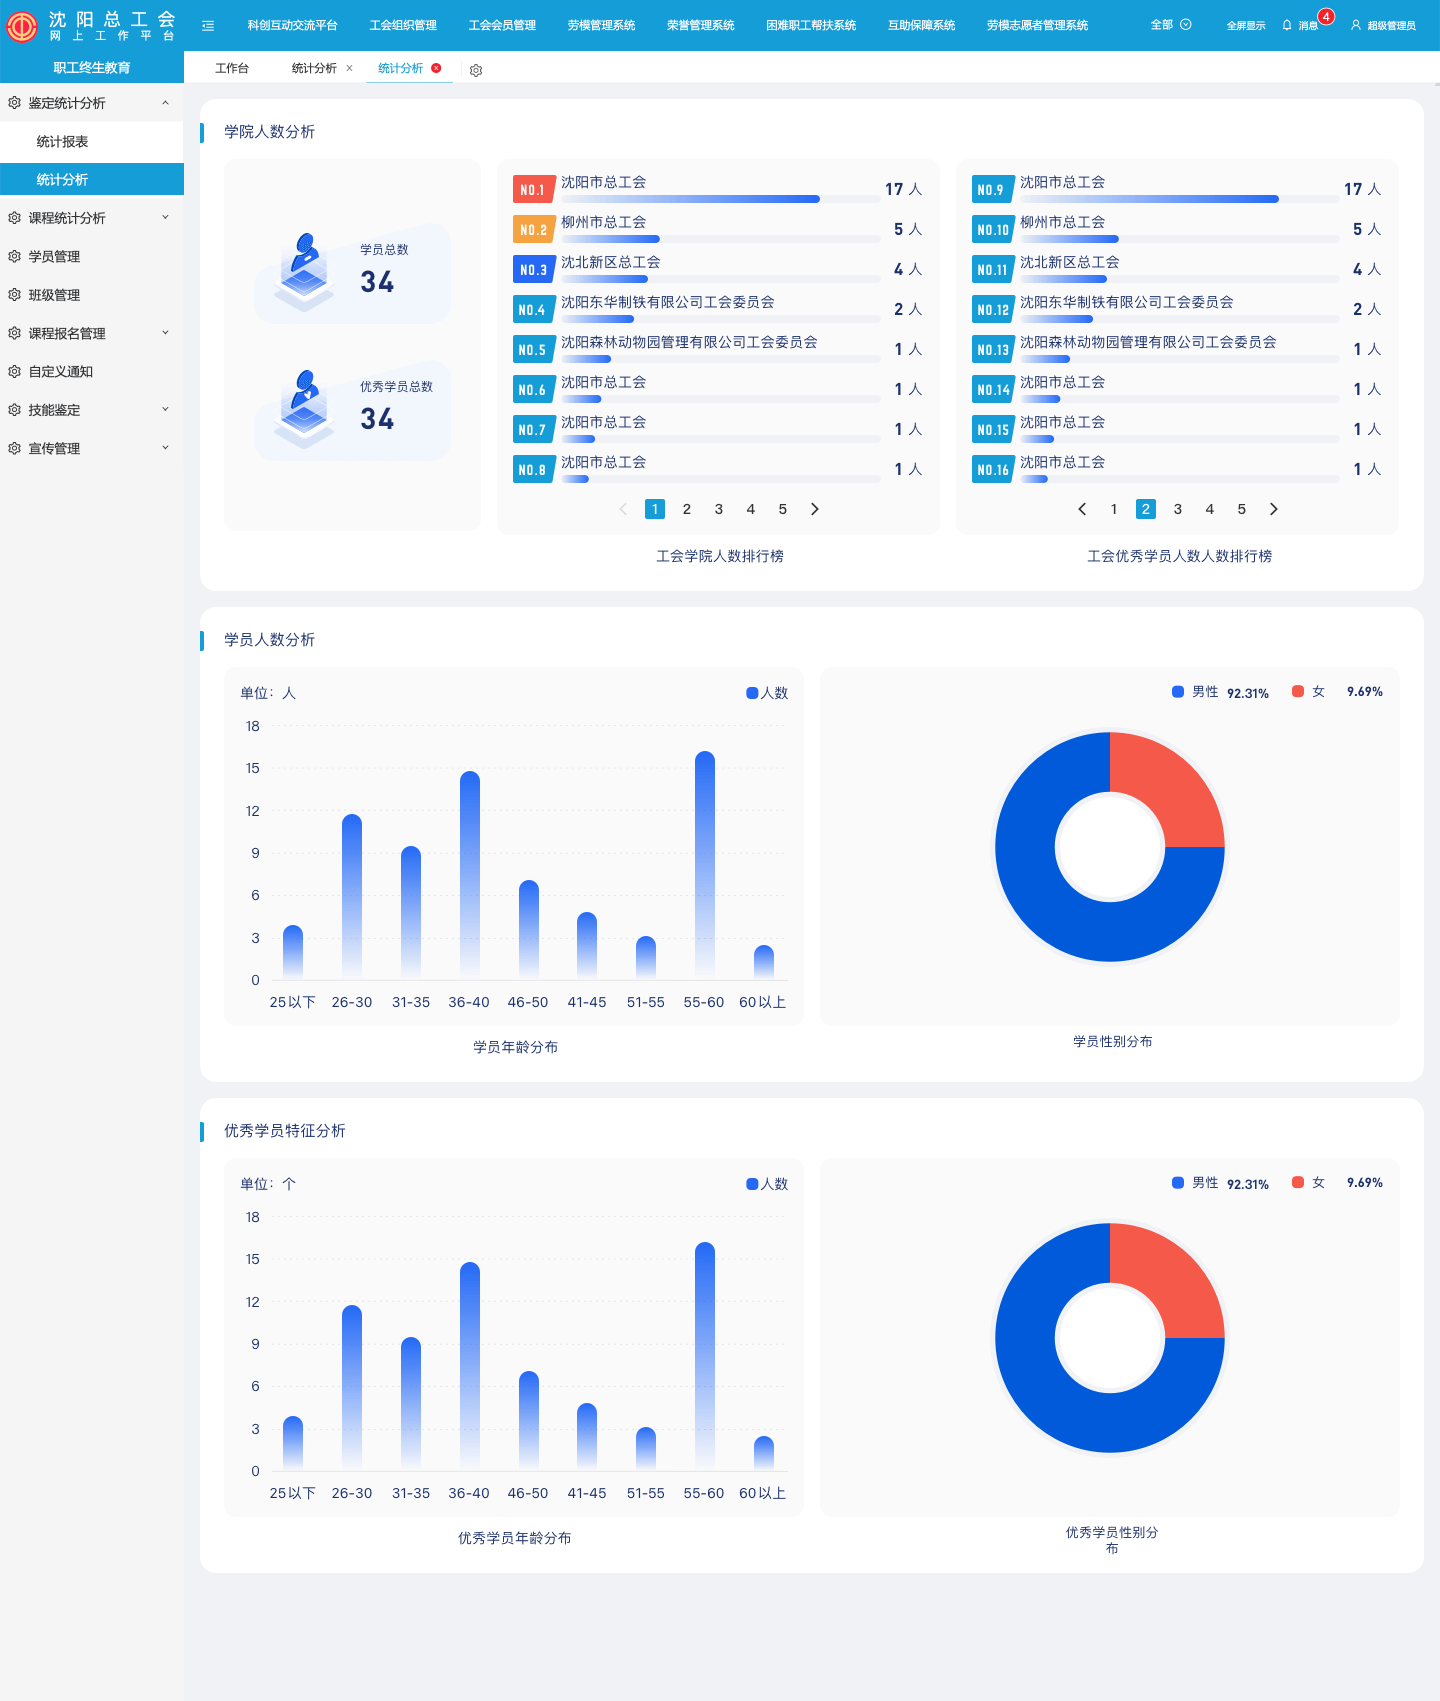 沈阳总工会
网上工作平台
科创互动交流平台
工会组织管理
工会会员管理
劳模管理系统
荣誉管理系统
困难职工帮扶系统
互助保障系统
劳模志愿者管理系统
全部
全屏显示
消息
4
超级管理员
职工终生教育
工作台
统计分析
统计分析
鉴定统计分析
统计报表
统计分析
课程统计分析
学员管理
班级管理
课程报名管理
自定义通知
技能鉴定
宣传管理
学院人数分析
学员总数
34
优秀学员总数
34
NO.1 沈阳市总工会 17 人
NO.2 柳州市总工会 5 人
NO.3 沈北新区总工会 4 人
NO.4 沈阳东华制铁有限公司工会委员会 2 人
NO.5 沈阳森林动物园管理有限公司工会委员会 1 人
NO.6 沈阳市总工会 1 人
NO.7 沈阳市总工会 1 人
NO.8 沈阳市总工会 1 人
1 2 3 4 5
工会学院人数排行榜
NO.9 沈阳市总工会 17 人
NO.10 柳州市总工会 5 人
NO.11 沈北新区总工会 4 人
NO.12 沈阳东华制铁有限公司工会委员会 2 人
NO.13 沈阳森林动物园管理有限公司工会委员会 1 人
NO.14 沈阳市总工会 1 人
NO.15 沈阳市总工会 1 人
NO.16 沈阳市总工会 1 人
1 2 3 4 5
工会优秀学员人数人数排行榜
学员人数分析
单位：人
人数
18
15
12
9
6
3
0
25以下 26-30 31-35 36-40 46-50 41-45 51-55 55-60 60以上
学员年龄分布
男性 92.31% 女 9.69%
学员性别分布
优秀学员特征分析
单位：个
人数
18
15
12
9
6
3
0
25以下 26-30 31-35 36-40 46-50 41-45 51-55 55-60 60以上
优秀学员年龄分布
男性 92.31% 女 9.69%
优秀学员性别分
布